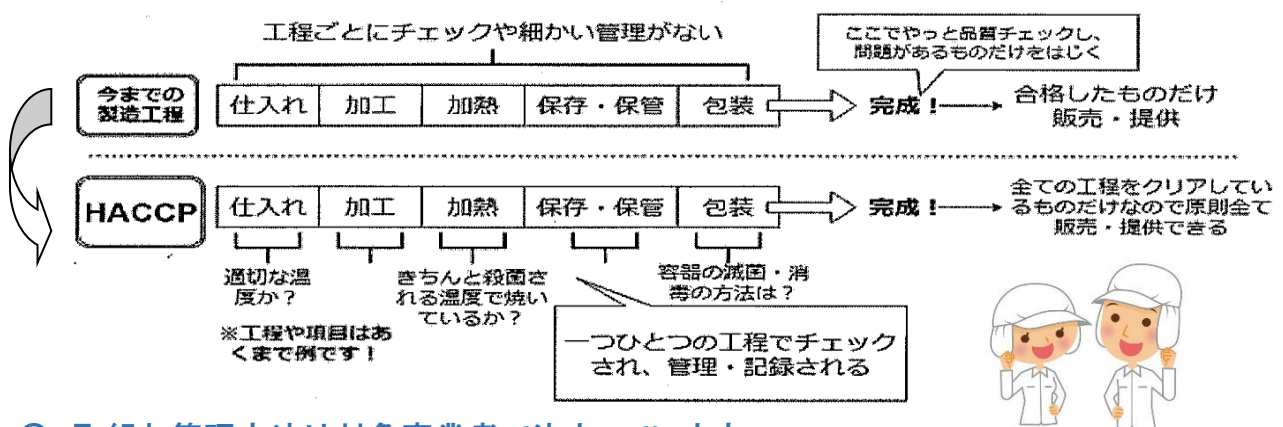 工程ごとにチェックや細かい管理がない
ここでやっと品質チェックし、
問題があるものだけをはじく
今までの
製造工程
仕入れ 加工 加熱 保存・保管 包装 完成！ 合格したものだけ
販売・提供
HACCP 仕入れ 加工 加熱 保存・保管 包装 完成！
全ての工程をクリアしてい
るものだけなので原則全て
販売・提供できる
適切な温
度か？
きちんと殺菌さ
れる温度で焼い
ているか？
容器の滅菌・消
毒の方法は？
※工程や項目はあ
くまで例です！
一つひとつの工程でチェック
され、管理・記録される